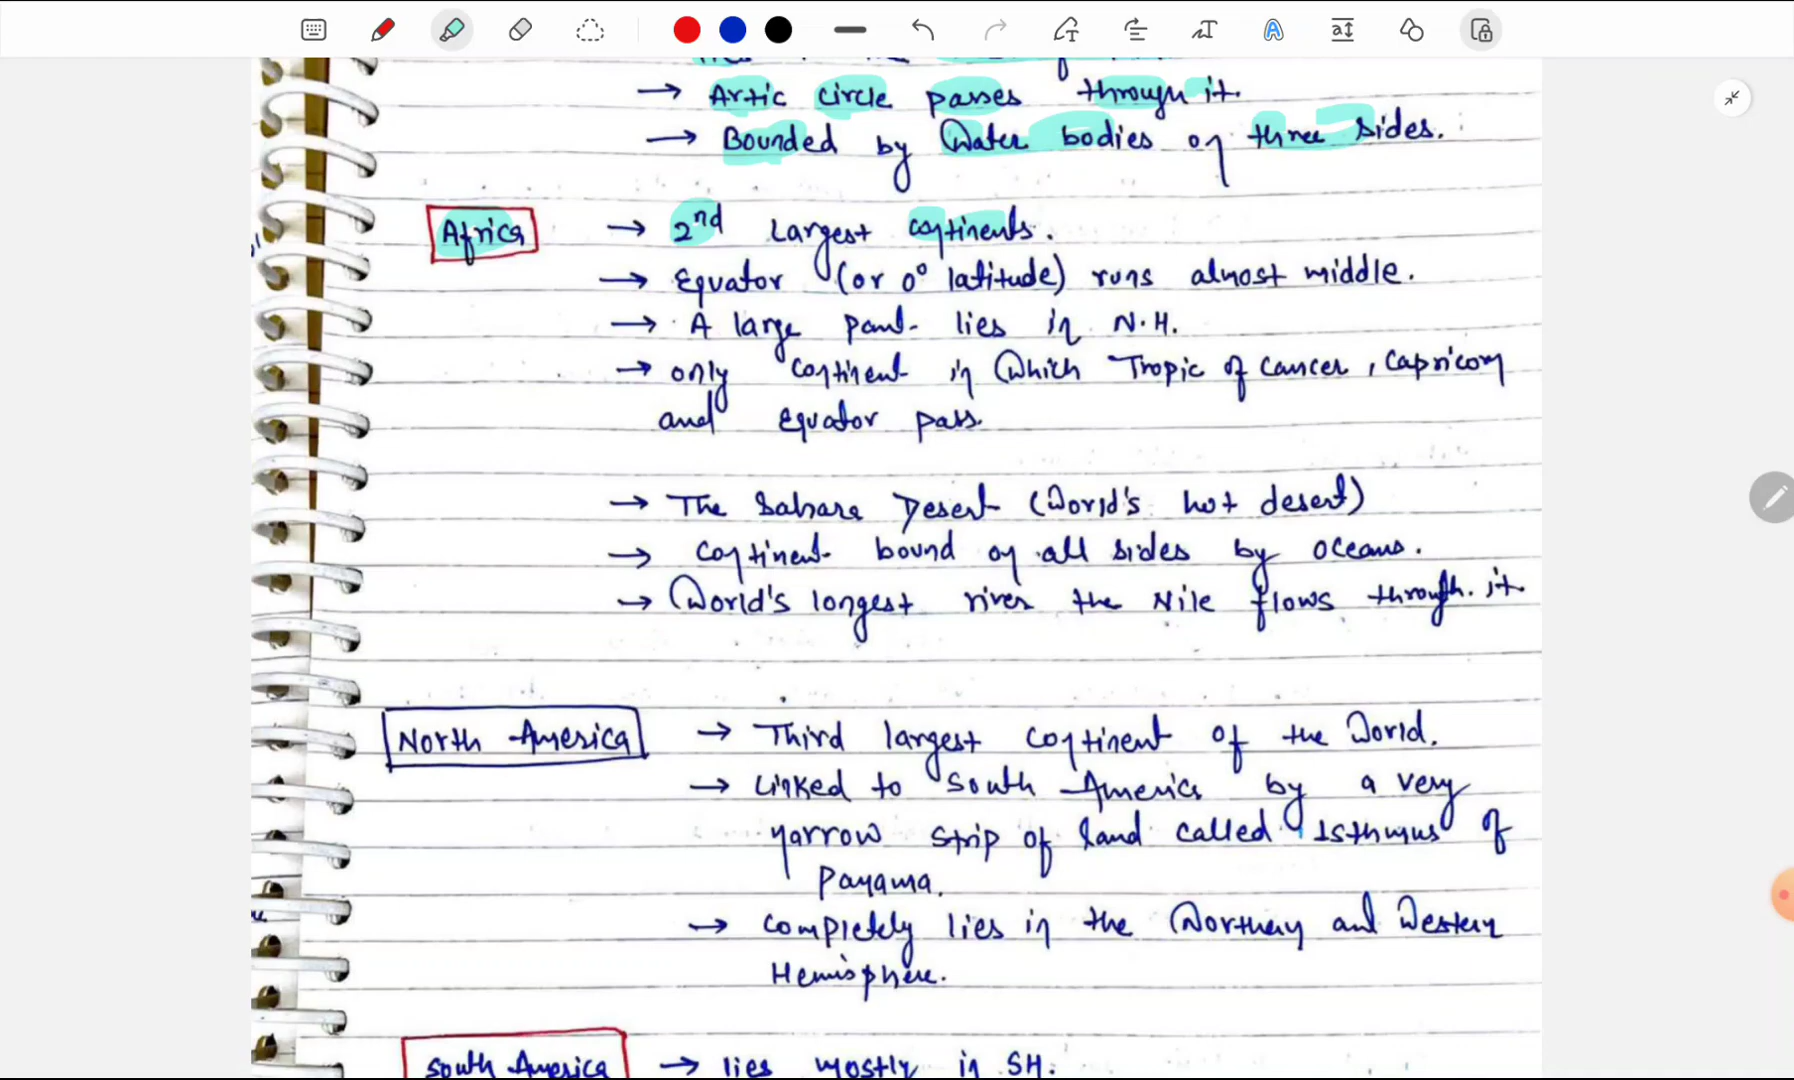 → Artic circle passes through it.
→ Bounded by Water bodies on three sides.
Africa → 2nd Largest continents.
→ Equator (or 0° latitude) runs almost middle.
→ A large part lies in N.H.
→ only continent in which Tropic of Cancer, Capricorn
and Equator pass.
→ The Sahara Desert (World's hot desert)
→ continent bound on all sides by oceans.
→ World's longest river the Nile flows through it
North America → Third largest continent of the World.
→ Linked to South America by a very
narrow strip of land called Isthmus of
Panama.
→ completely lies in the Northern and Western
Hemisphere.
South America → lies mostly in SH.